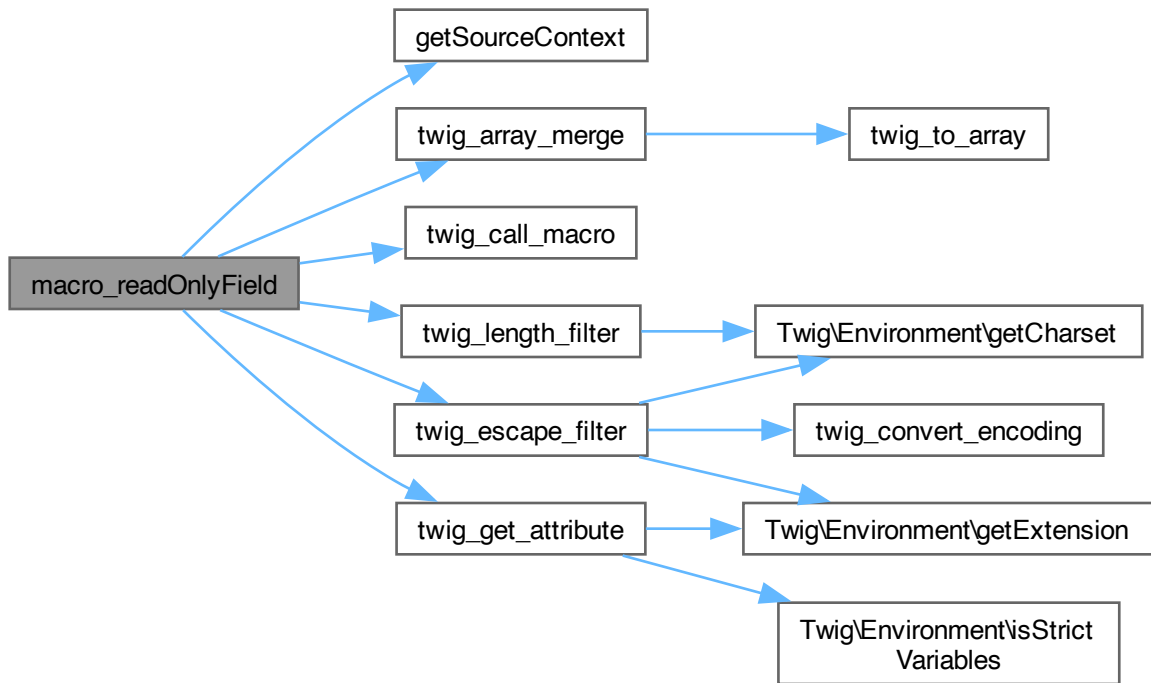 getSourceContext
twig_array_merge
twig_to_array
twig_call_macro
macro_readOnlyField
twig_length_filter
Twig\Environment\getCharset
twig_escape_filter
twig_convert_encoding
twig_get_attribute
Twig\Environment\getExtension
Twig\Environment\isStrict
Variables